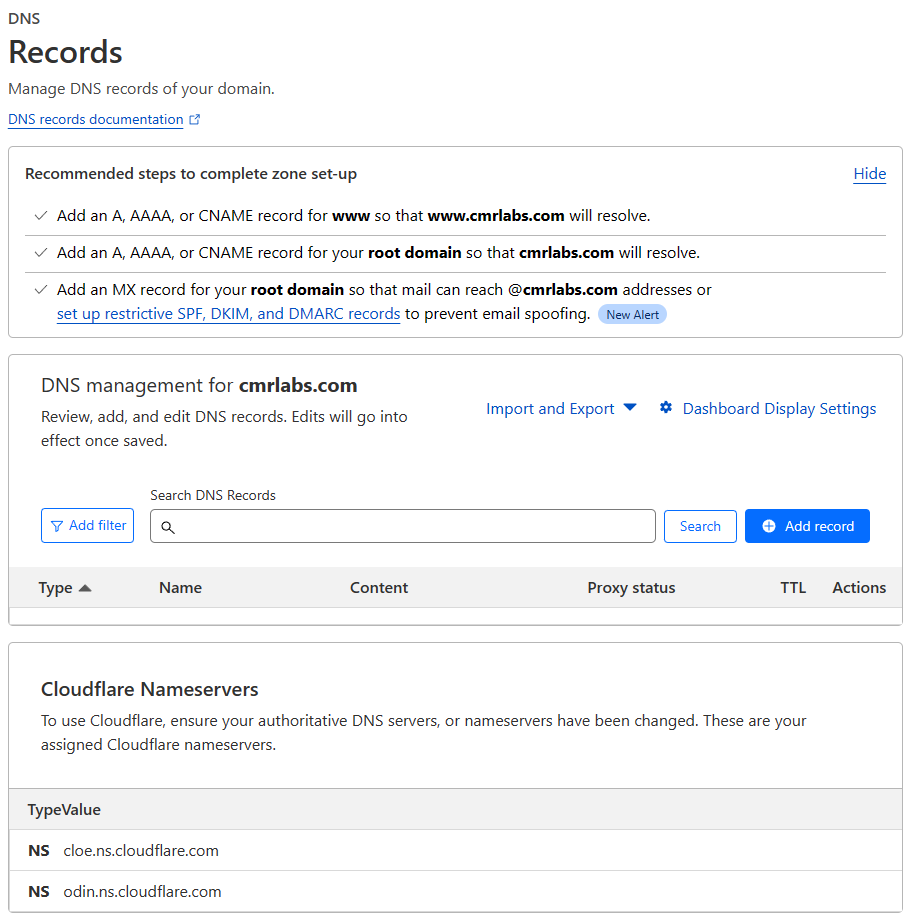 DNS
Records
Manage DNS records of your domain.
DNS records documentation
Recommended steps to complete zone set-up
Hide
Add an A, AAAA, or CNAME record for www so that www.cmrlabs.com will resolve.
Add an A, AAAA, or CNAME record for your root domain so that cmrlabs.com will resolve.
Add an MX record for your root domain so that mail can reach @cmrlabs.com addresses or
set up restrictive SPF, DKIM, and DMARC records to prevent email spoofing. New Alert
DNS management for cmrlabs.com
Review, add, and edit DNS records. Edits will go into
effect once saved.
Import and Export
Dashboard Display Settings
Search DNS Records
Add filter
Search
Add record
Type Name Content Proxy status TTL Actions
Cloudflare Nameservers
To use Cloudflare, ensure your authoritative DNS servers, or nameservers have been changed. These are your
assigned Cloudflare nameservers.
TypeValue
NS cloe.ns.cloudflare.com
NS odin.ns.cloudflare.com